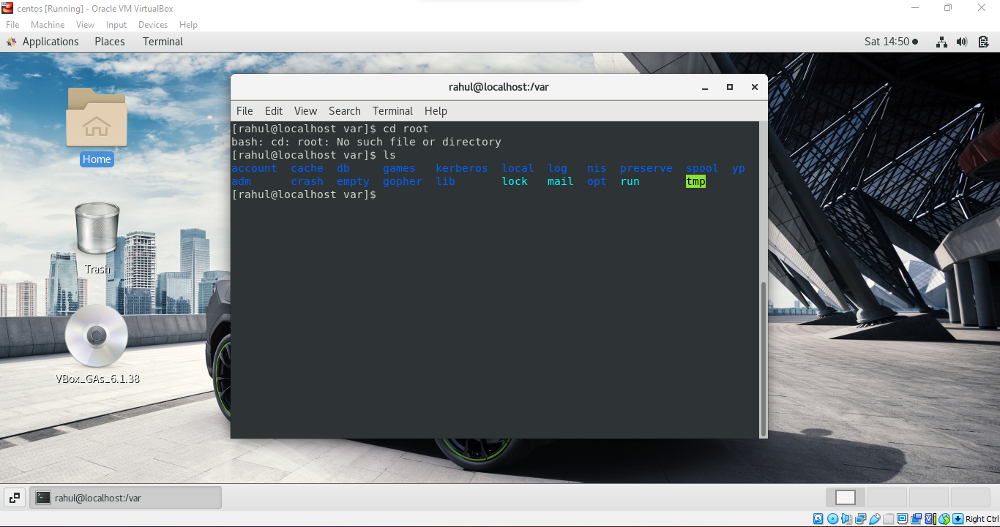 centos [Running] - Oracle VM VirtualBox
File Machine View Input Devices Help
Applications Places Terminal Sat 14:50
rahul@localhost:/var
File Edit View Search Terminal Help
[rahul@localhost var]$ cd root
bash: cd: root: No such file or directory
[rahul@localhost var]$ ls
account cache db games kerberos local log nis preserve spool yp
adm crash empty gopher lib lock mail opt run tmp
[rahul@localhost var]$
Home
Trash
VBox_GAs_6.1.38
rahul@localhost:/var
Right Ctrl